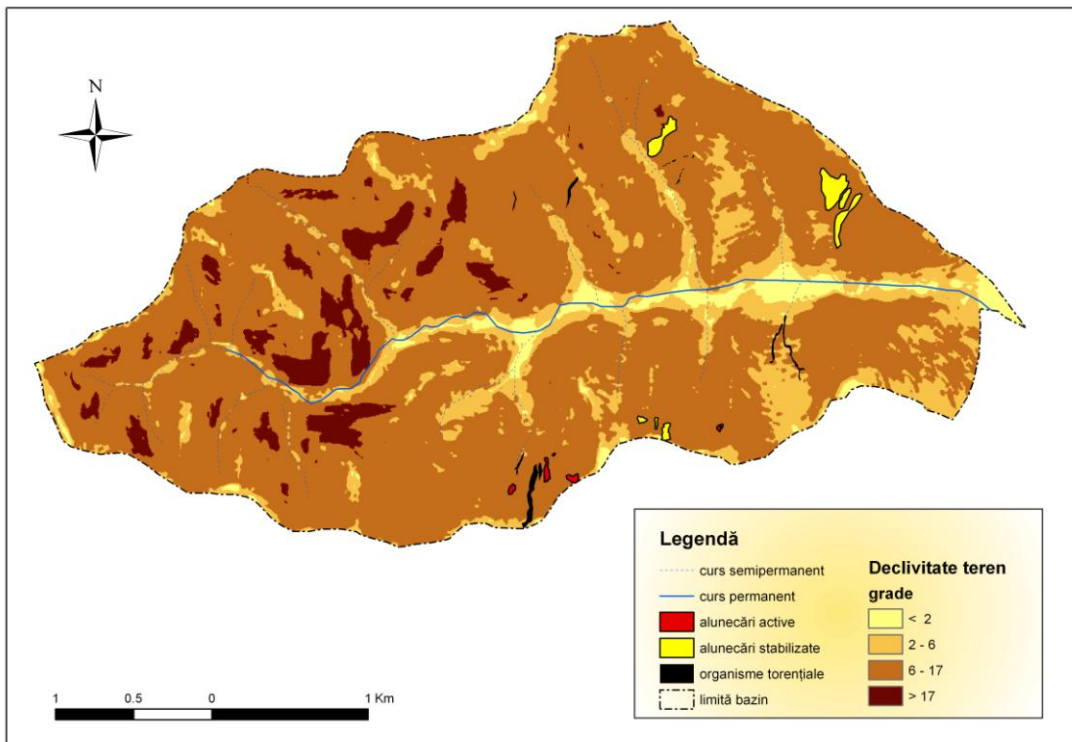 N
Legendă
curs semipermanent
curs permanent
alunecări active
alunecări stabilizate
organisme torențiale
limită bazin
Declivitate teren
grade
< 2
2 - 6
6 - 17
> 17
1 0.5 0 1 Km